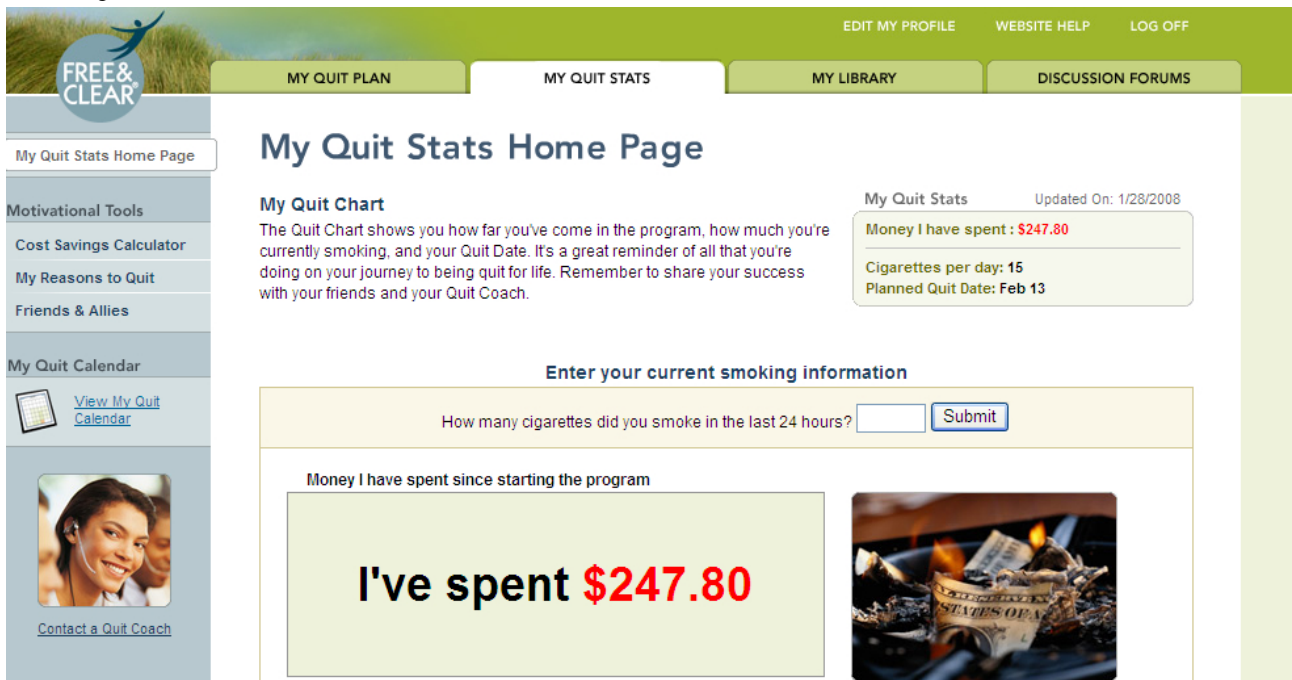 EDIT MY PROFILE WEBSITE HELP LOG OFF
FREE&
CLEAR®
MY QUIT PLAN MY QUIT STATS MY LIBRARY DISCUSSION FORUMS
My Quit Stats Home Page
Motivational Tools
Cost Savings Calculator
My Reasons to Quit
Friends & Allies
My Quit Calendar
View My Quit
Calendar
Contact a Quit Coach
My Quit Stats Home Page
My Quit Chart
The Quit Chart shows you how far you've come in the program, how much you're
currently smoking, and your Quit Date. It's a great reminder of all that you're
doing on your journey to being quit for life. Remember to share your success
with your friends and your Quit Coach.
My Quit Stats Updated On: 1/28/2008
Money I have spent : $247.80
Cigarettes per day: 15
Planned Quit Date: Feb 13
Enter your current smoking information
How many cigarettes did you smoke in the last 24 hours? Submit
Money I have spent since starting the program
I've spent $247.80
STATES OF A